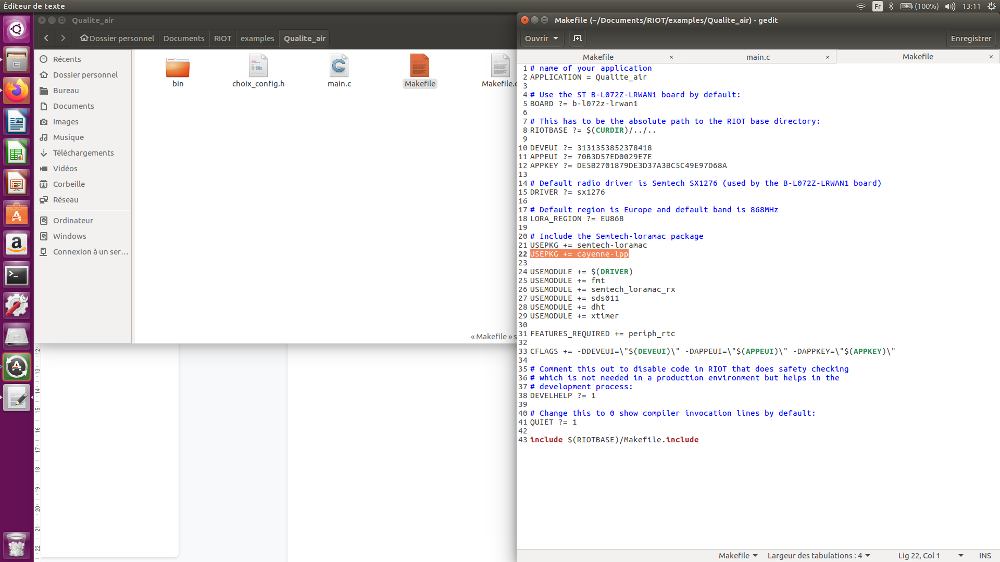 Éditeur de texte
Fr
(100%)
13:11
Qualite_air
Dossier personnel
Documents
RIOT
examples
Qualite_air
Récents
Dossier personnel
Bureau
Documents
Images
Musique
Téléchargements
Vidéos
Corbeille
Réseau
Ordinateur
Windows
Connexion à un ser…
bin
choix_config.h
main.c
Makefile
« Makefile » s
12
13
14
15
16
17
18
19
20
21
22
Makefile (~/Documents/RIOT/examples/Qualite_air) - gedit
Ouvrir
Enregistrer
Makefile ×
main.c ×
Makefile ×
1 # name of your application
2 APPLICATION = Qualite_air
3
4 # Use the ST B-L072Z-LRWAN1 board by default:
5 BOARD ?= b-l072z-lrwan1
6
7 # This has to be the absolute path to the RIOT base directory:
8 RIOTBASE ?= $(CURDIR)/../..
9
10 DEVEUI ?= 3131353852378418
11 APPEUI ?= 70B3D57ED0029E7E
12 APPKEY ?= DE5B2701879DE3D37A3BC5C49E97D68A
13
14 # Default radio driver is Semtech SX1276 (used by the B-L072Z-LRWAN1 board)
15 DRIVER ?= sx1276
16
17 # Default region is Europe and default band is 868MHz
18 LORA_REGION ?= EU868
19
20 # Include the Semtech-loramac package
21 USEPKG += semtech-loramac
22 USEPKG += cayenne-lpp
23
24 USEMODULE += $(DRIVER)
25 USEMODULE += fmt
26 USEMODULE += semtech_loramac_rx
27 USEMODULE += sds011
28 USEMODULE += dht
29 USEMODULE += xtimer
30
31 FEATURES_REQUIRED += periph_rtc
32
33 CFLAGS += -DDEVEUI=\"$(DEVEUI)\" -DAPPEUI=\"$(APPEUI)\" -DAPPKEY=\"$(APPKEY)\"
34
35 # Comment this out to disable code in RIOT that does safety checking
36 # which is not needed in a production environment but helps in the
37 # development process:
38 DEVELHELP ?= 1
39
40 # Change this to 0 show compiler invocation lines by default:
41 QUIET ?= 1
42
43 include $(RIOTBASE)/Makefile.include
Makefile
Largeur des tabulations : 4
Lig 22, Col 1
INS